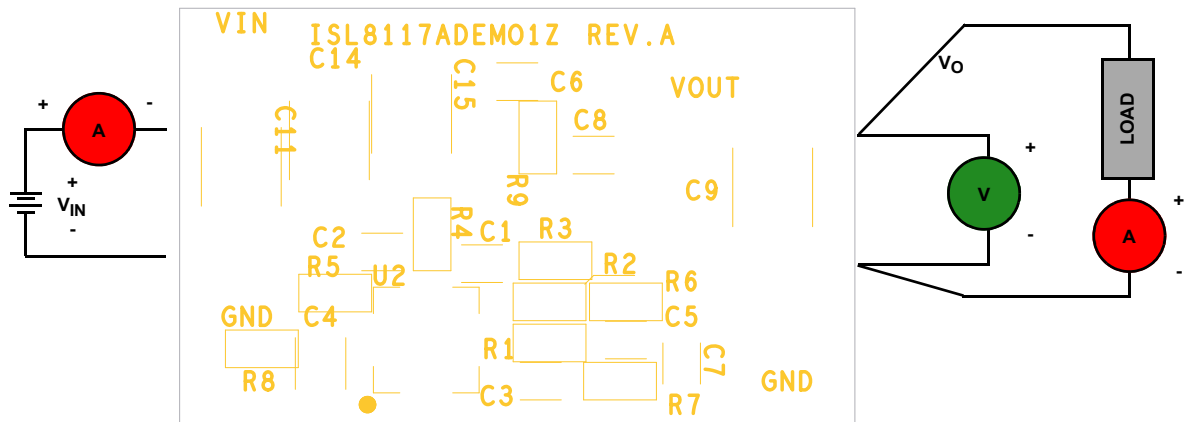 VIN
ISL8117ADEMO1Z REV.A
C14
C15
C6
VOUT
C11
C8
+
-
A
+
VIN
-
R9
C9
R4
C2
C1
R3
R5
U2
R2
R6
GND
C4
C5
R1
C7
R8
C3
R7
GND
VO
LOAD
+
V
-
+
A
-